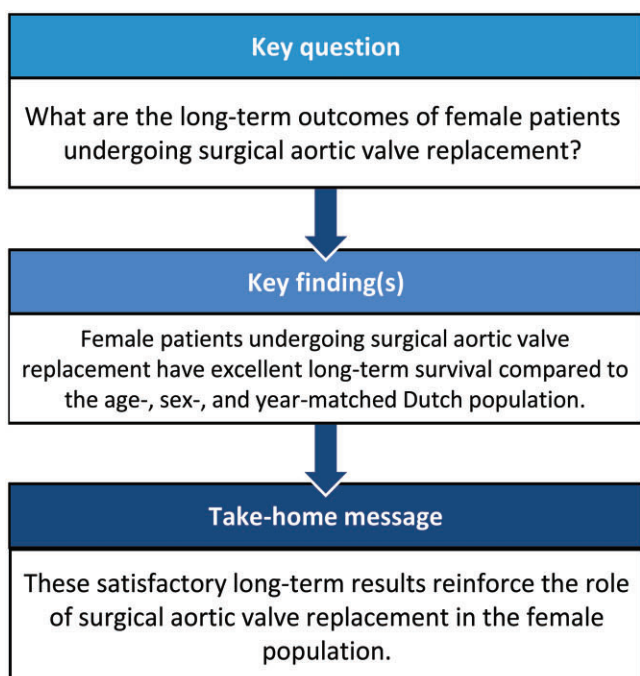 Key question
What are the long-term outcomes of female patients
undergoing surgical aortic valve replacement?
Key finding(s)
Female patients undergoing surgical aortic valve
replacement have excellent long-term survival compared to
the age-, sex-, and year-matched Dutch population.
Take-home message
These satisfactory long-term results reinforce the role
of surgical aortic valve replacement in the female
population.